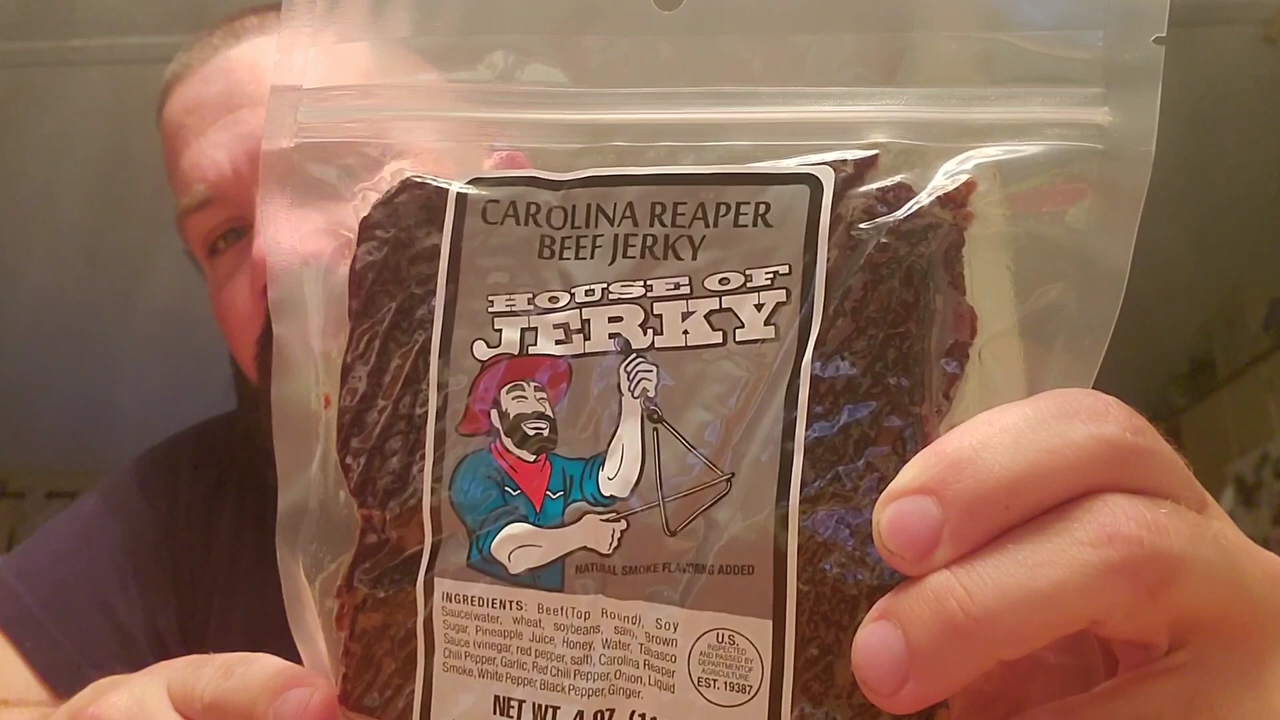 CAROLINA REAPER
BEEF JERKY
HOUSE OF
JERKY
NATURAL SMOKE FLAVORING ADDED
INGREDIENTS: Beef(Top Round), Soy
Sauce(water, wheat, soybeans, salt), Brown
Sugar, Pineapple Juice, Honey, Water, Tabasco
Sauce (vinegar, red pepper, salt), Carolina Reaper
Chili Pepper, Garlic, Red Chili Pepper, Onion, Liquid
Smoke, White Pepper, Black Pepper, Ginger.
U.S.
INSPECTED
AND PASSED BY
DEPARTMENT OF
AGRICULTURE
EST. 19387
NET WT. 4 OZ.